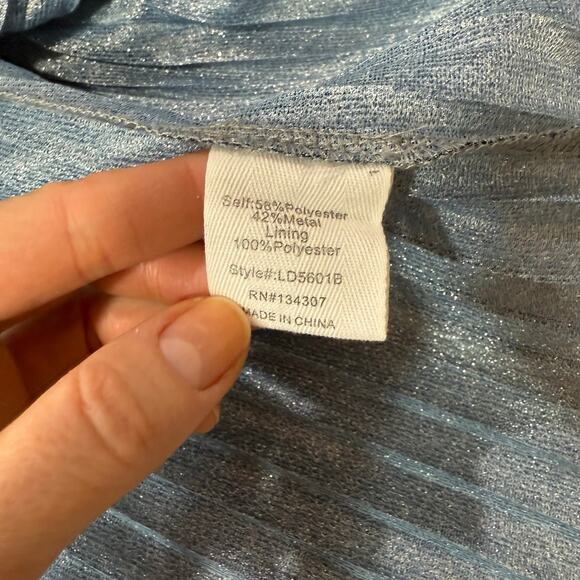 Self:58%Polyester
42%Metal
Lining
100%Polyester
Style#:LD5601B
RN#134307
MADE IN CHINA